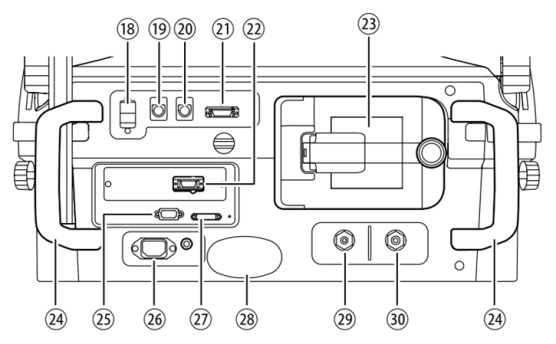 ⑱ ⑲ ⑳ ㉑ ㉒ ㉓
㉔ ㉕ ㉖ ㉗ ㉘ ㉙ ㉚ ㉔